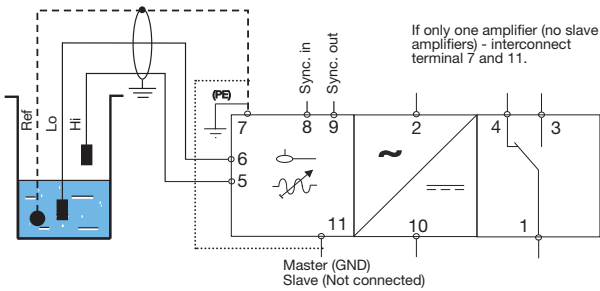 If only one amplifier (no slave
amplifiers) - interconnect
terminal 7 and 11.
Sync. in
Sync. out
Ref
Lo
Hi
(PE)
7
8
9
2
4
3
6
5
~
11
10
1
Master (GND)
Slave (Not connected)